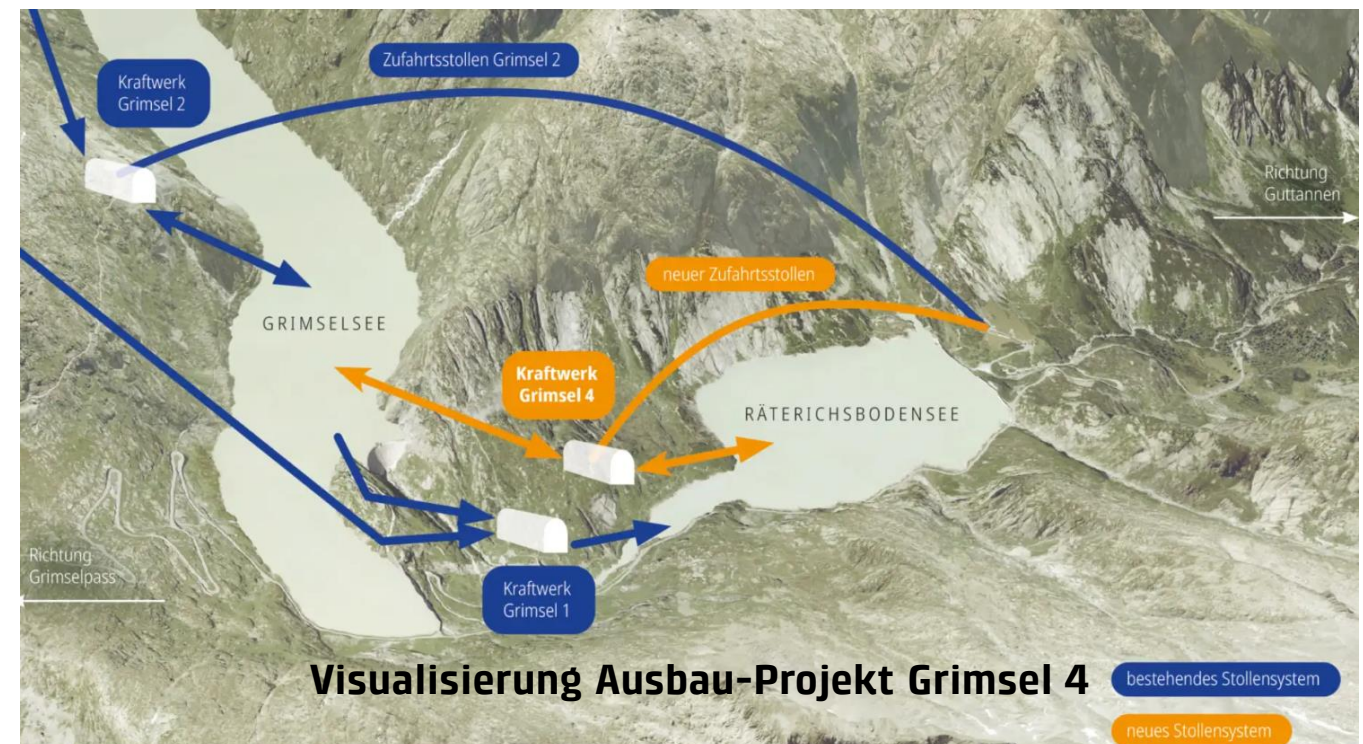 Zufahrtsstollen Grimsel 2
Kraftwerk
Grimsel 2
Richtung
Guttannen
neuer Zufahrtsstollen
GRIMSELSEE
Kraftwerk
Grimsel 4
RÄTERICHSBODENSEE
Richtung
Grimselpass
Kraftwerk
Grimsel 1
Visualisierung Ausbau-Projekt Grimsel 4
bestehendes Stollensystem
neues Stollensystem